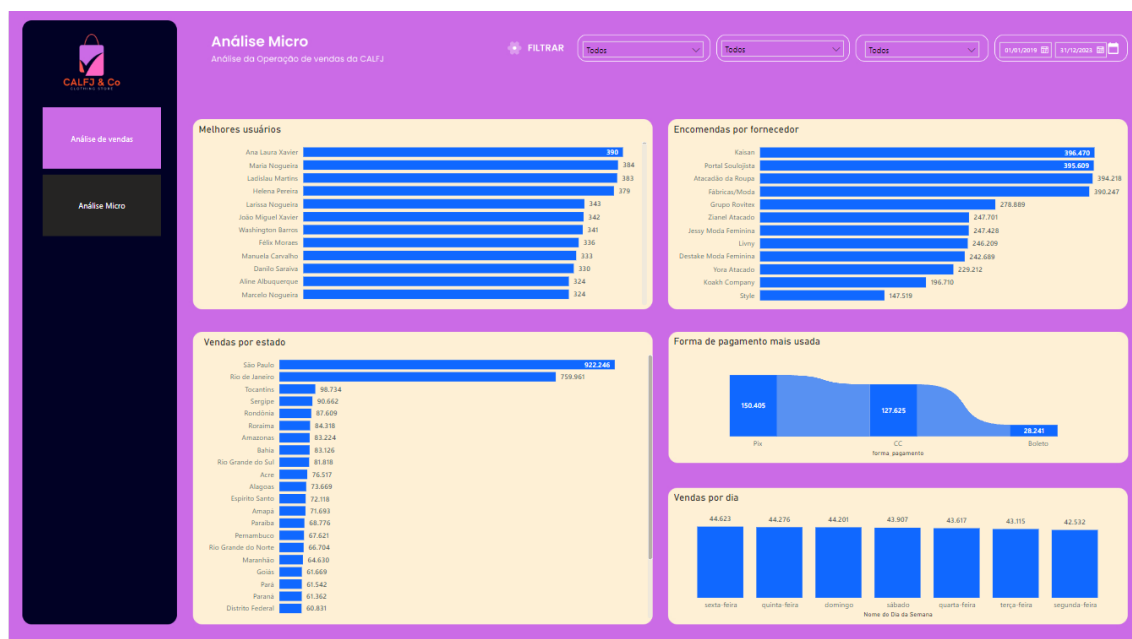 CALFJ & Co
CLOTHING STORE
Análise de vendas
Análise Micro
Análise Micro
Análise da Operação de vendas da CALFJ
FILTRAR
Todos
Todos
Todos
01/01/2019
31/12/2023
Melhores usuários
Ana Laura Xavier 390
Maria Nogueira 384
Ladislau Martins 383
Helena Pereira 379
Larissa Nogueira 343
João Miguel Xavier 342
Washington Barros 341
Félix Moraes 336
Manuela Carvalho 333
Danilo Saraiva 330
Aline Albuquerque 324
Marcelo Nogueira 324
Encomendas por fornecedor
Kaisan 396.470
Portal Soulojista 395.609
Atacadão da Roupa 394.218
Fábricas/Moda 390.247
Grupo Rovitex 278.889
Zianel Atacado 247.701
Jessy Moda Feminina 247.428
Livny 246.209
Destake Moda Feminina 242.689
Yora Atacado 229.212
Koakh Company 196.710
Style 147.519
Vendas por estado
São Paulo 922.246
Rio de Janeiro 759.961
Tocantins 98.734
Sergipe 90.662
Rondônia 87.609
Roraima 84.318
Amazonas 83.224
Bahia 83.126
Rio Grande do Sul 81.818
Acre 76.517
Alagoas 73.669
Espírito Santo 72.118
Amapá 71.693
Paraíba 68.776
Pernambuco 67.621
Rio Grande do Norte 66.704
Maranhão 64.630
Goiás 61.669
Pará 61.542
Paraná 61.362
Distrito Federal 60.831
Forma de pagamento mais usada
150.405
127.625
28.241
Pix CC Boleto
forma_pagamento
Vendas por dia
44.623 44.276 44.201 43.907 43.617 43.115 42.532
sexta-feira quinta-feira domingo sábado quarta-feira terça-feira segunda-feira
Nome do Dia da Semana